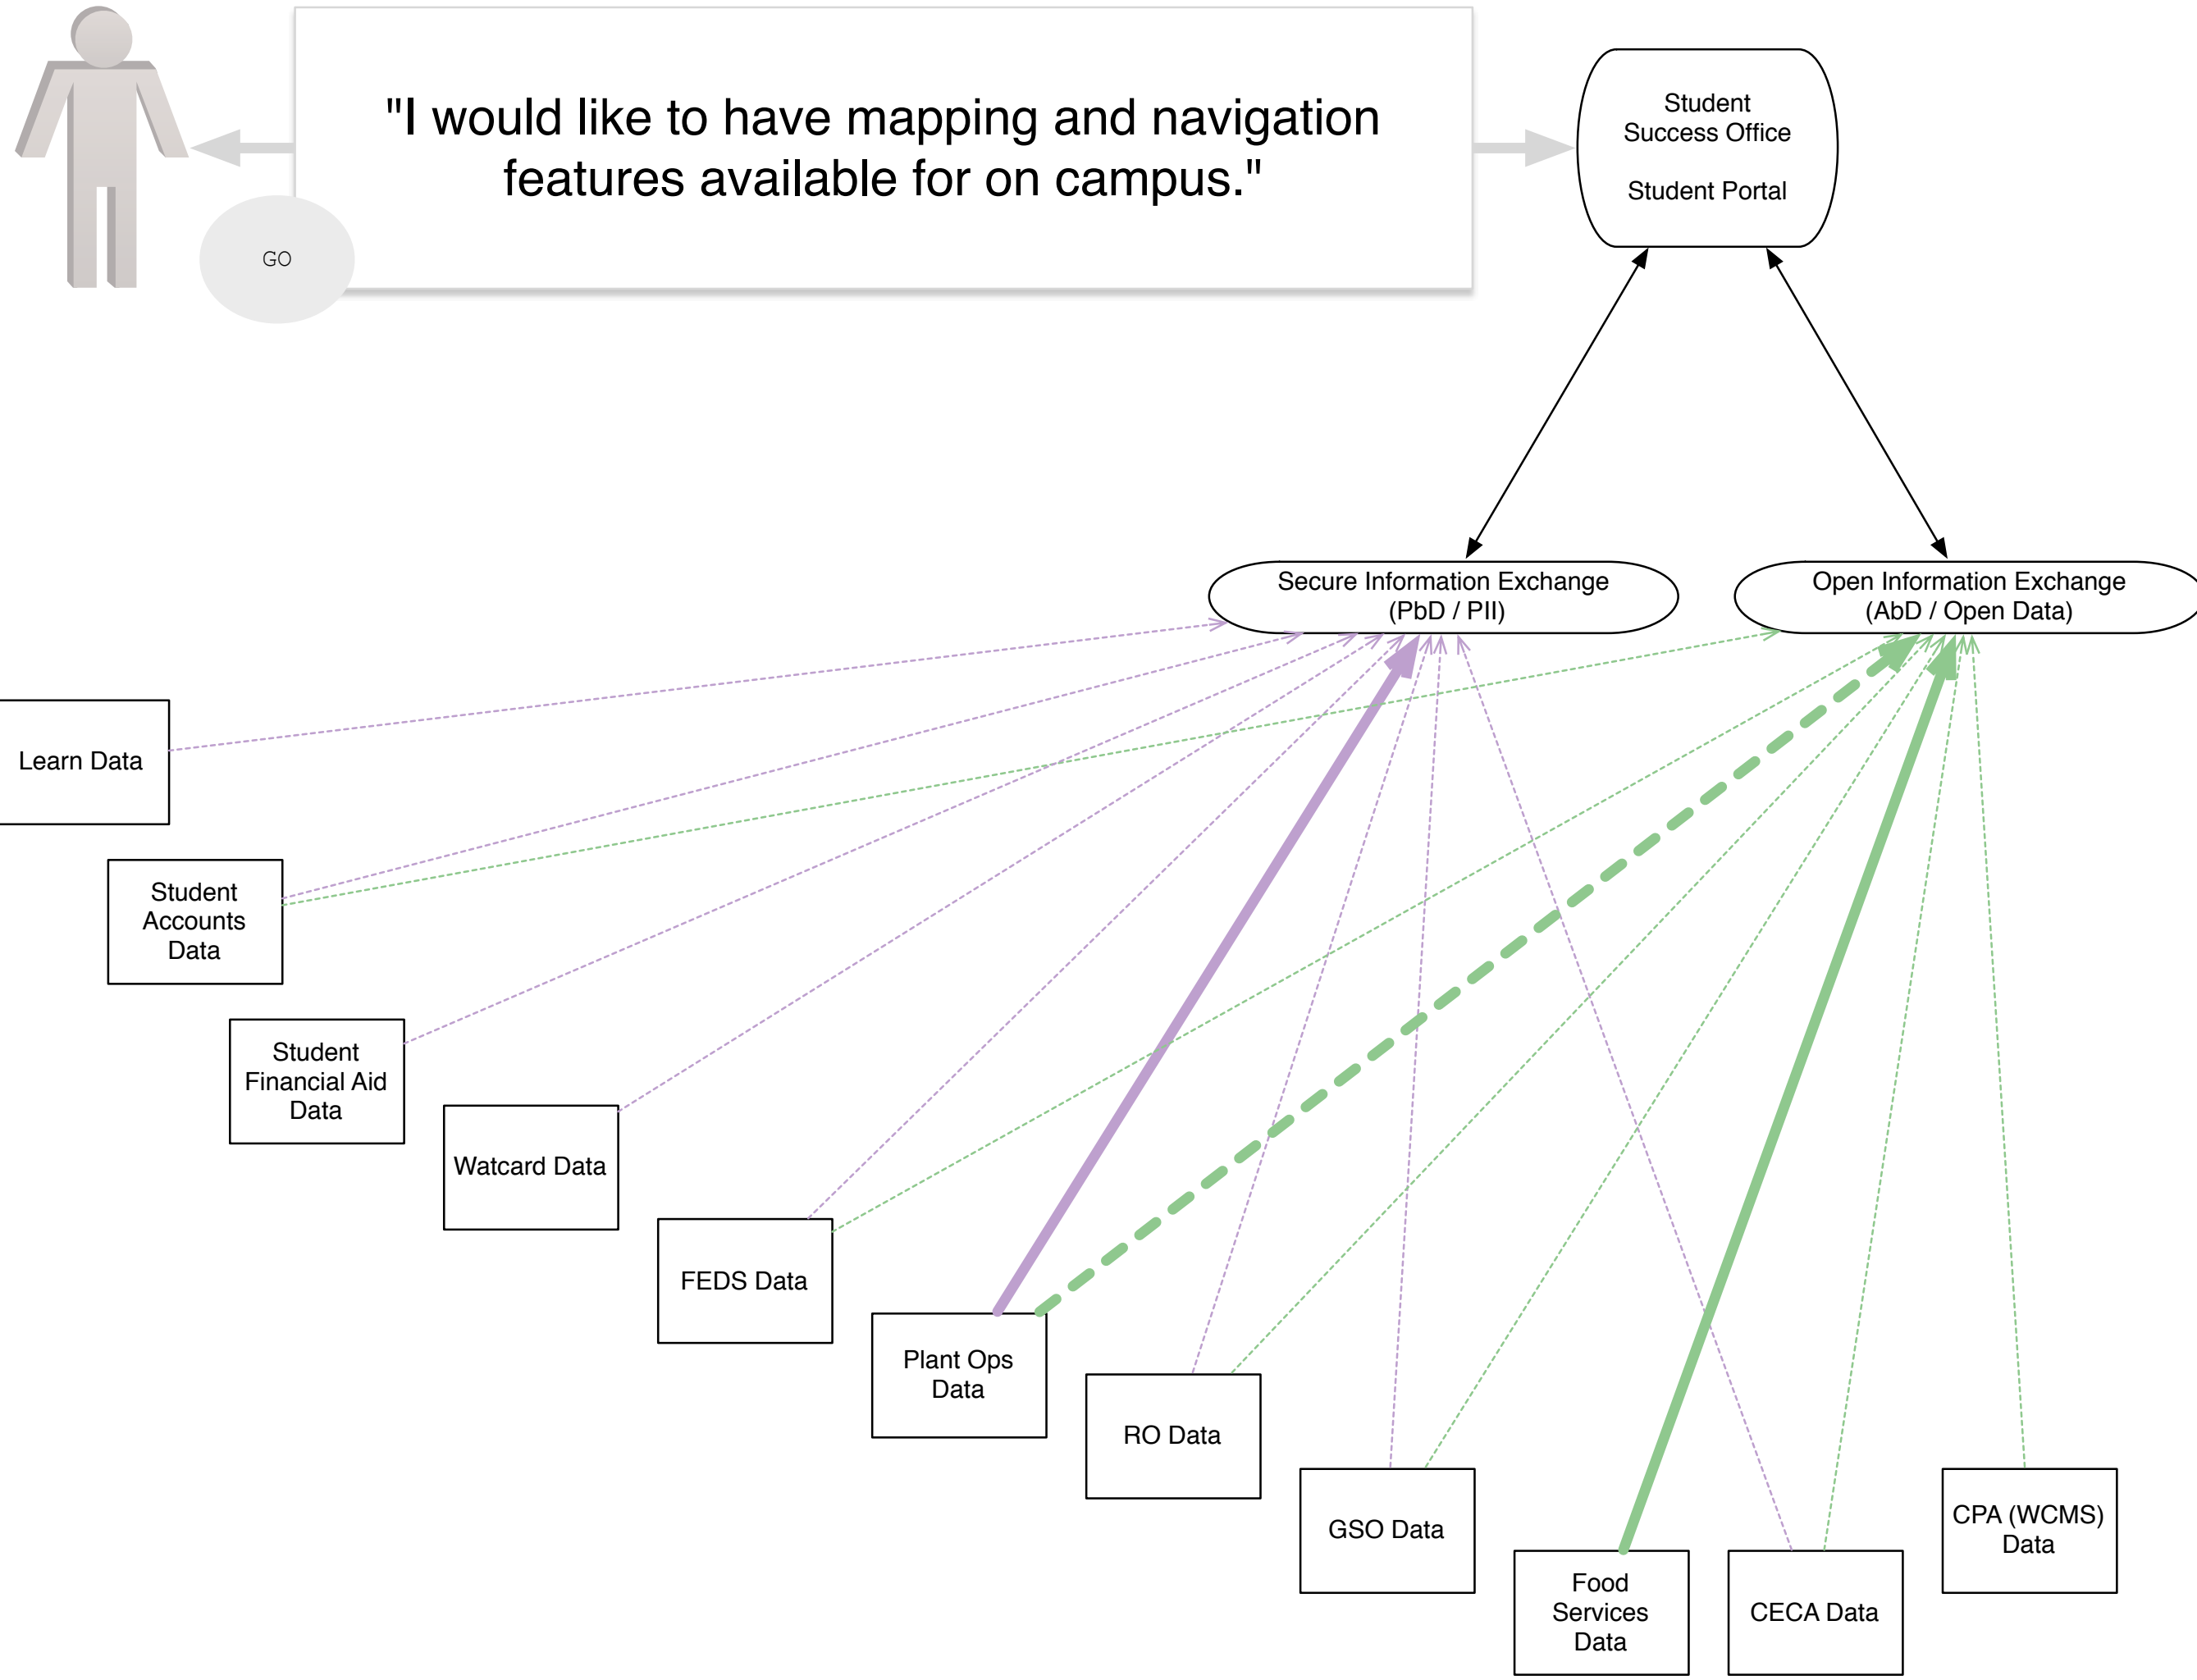 "I would like to have mapping and navigation
features available for on campus."
GO
Student
Success Office
Student Portal
Secure Information Exchange
(PbD / PII)
Open Information Exchange
(AbD / Open Data)
Learn Data
Student
Accounts
Data
Student
Financial Aid
Data
Watcard Data
FEDS Data
Plant Ops
Data
RO Data
GSO Data
Food
Services
Data
CECA Data
CPA (WCMS)
Data